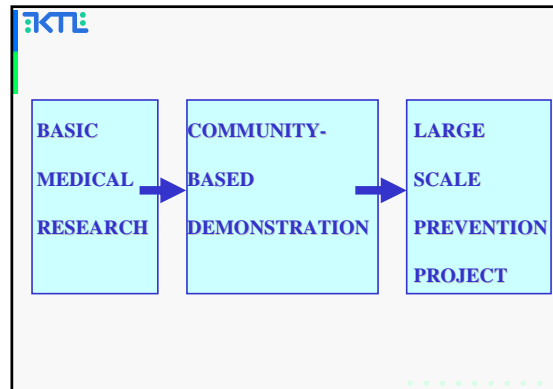 KTL
BASIC
MEDICAL
RESEARCH
COMMUNITY-
BASED
DEMONSTRATION
LARGE
SCALE
PREVENTION
PROJECT